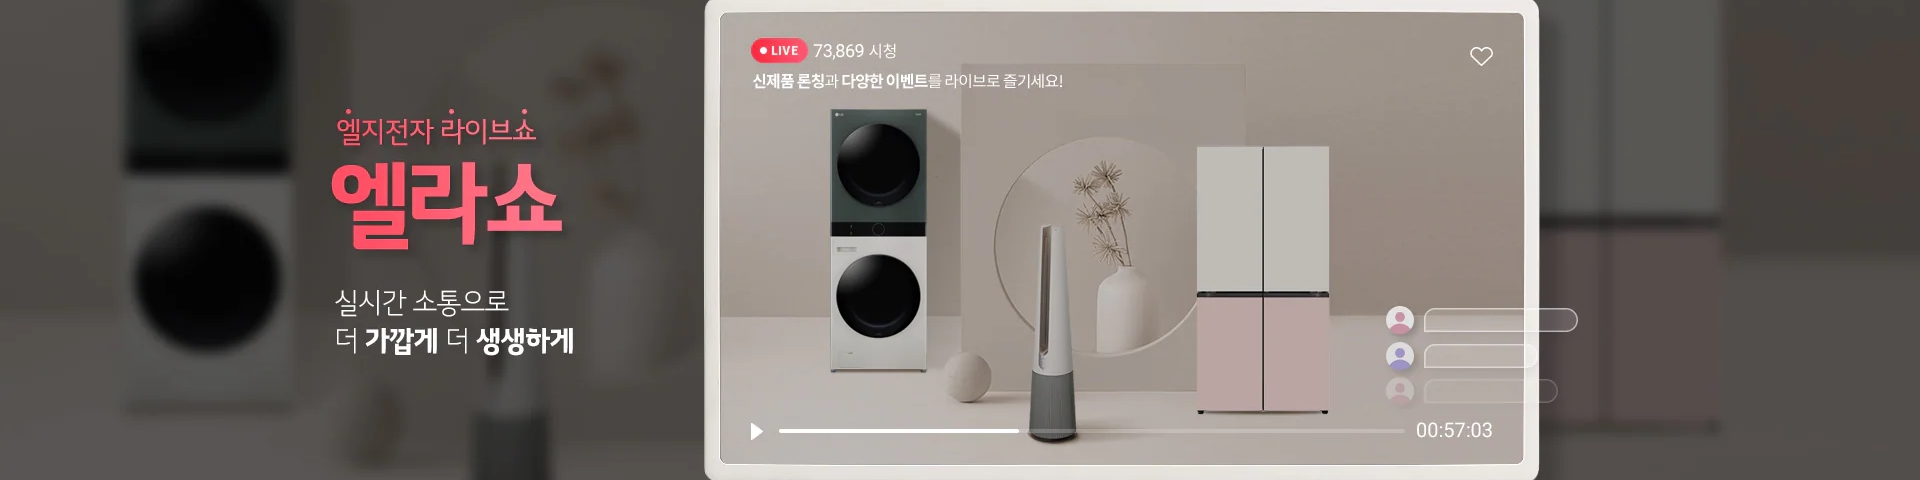 엘지전자 라이브쇼
엘라쇼
실시간 소통으로
더 가깝게 더 생생하게
LIVE 73,869 시청
신제품 론칭과 다양한 이벤트를 라이브로 즐기세요!
00:57:03